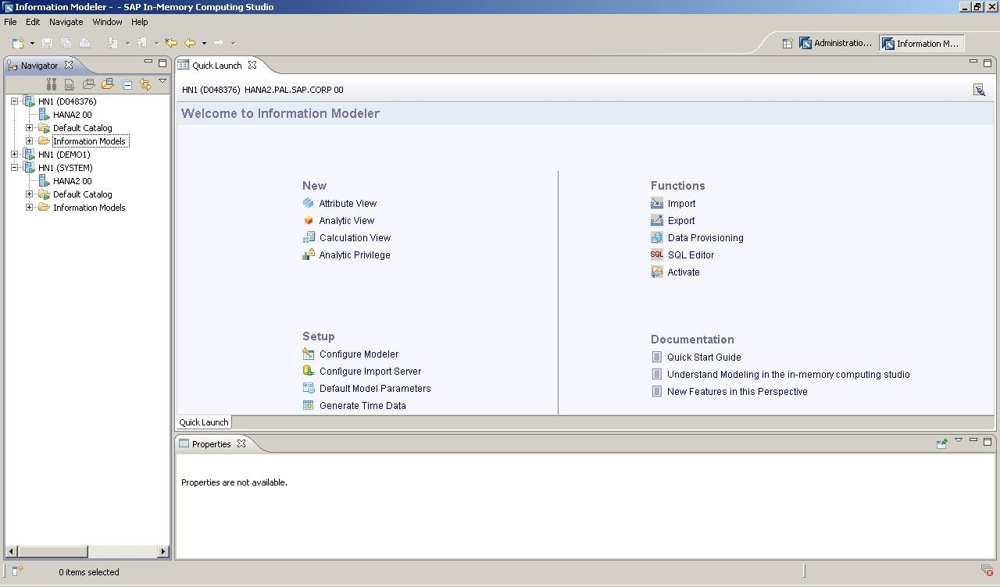 Information Modeler - - SAP In-Memory Computing Studio
File Edit Navigate Window Help
Administratio... Information M...
Navigator
HN1 (D048376)
HANA2 00
Default Catalog
Information Models
HN1 (DEMO1)
HN1 (SYSTEM)
HANA2 00
Default Catalog
Information Models
Quick Launch
HN1 (D048376) HANA2.PAL.SAP.CORP 00
Welcome to Information Modeler
New
Attribute View
Analytic View
Calculation View
Analytic Privilege
Functions
Import
Export
Data Provisioning
SQL SQL Editor
Activate
Setup
Configure Modeler
Configure Import Server
Default Model Parameters
Generate Time Data
Documentation
Quick Start Guide
Understand Modeling in the in-memory computing studio
New Features in this Perspective
Quick Launch
Properties
Properties are not available.
0 items selected